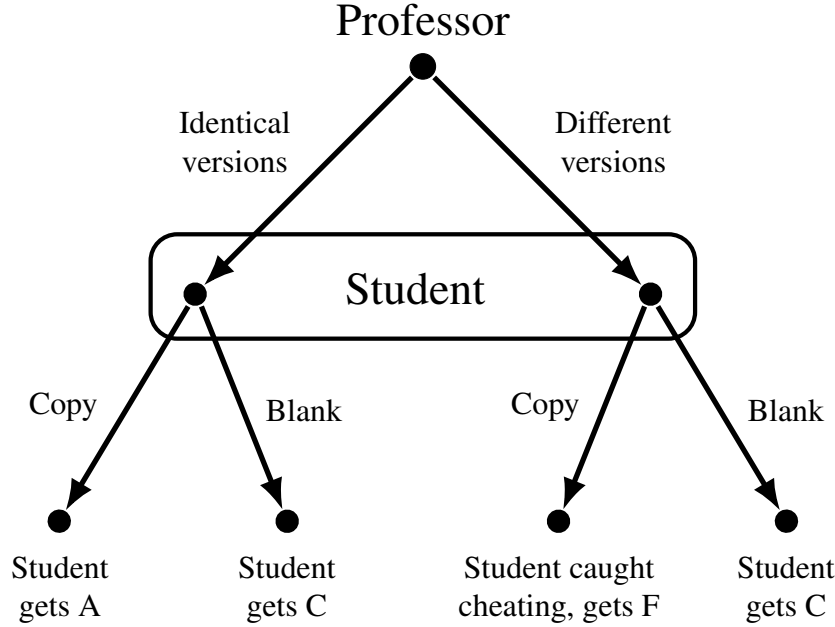 Professor
Identical
versions
Different
versions
Student
Copy
Blank
Copy
Blank
Student
gets A
Student
gets C
Student caught
cheating, gets F
Student
gets C